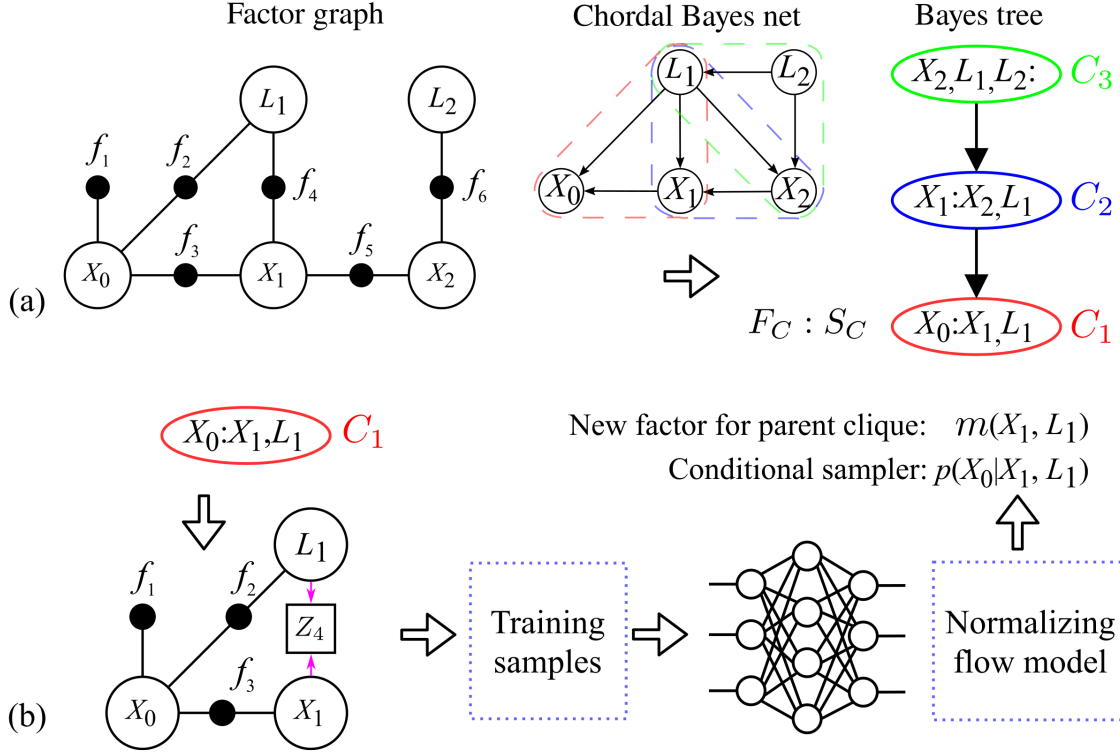 Factor graph
Chordal Bayes net
Bayes tree
L1
L2
f1
f2
f4
f6
f3
f5
X0
X1
X2
(a)
L1
L2
X0
X1
X2
X2,L1,L2:
C3
X1:X2,L1
C2
FC : SC
X0:X1,L1
C1
X0:X1,L1
C1
New factor for parent clique: m(X1, L1)
Conditional sampler: p(X0|X1, L1)
L1
f1
f2
Z4
f3
X0
X1
(b)
Training
samples
Normalizing
flow model